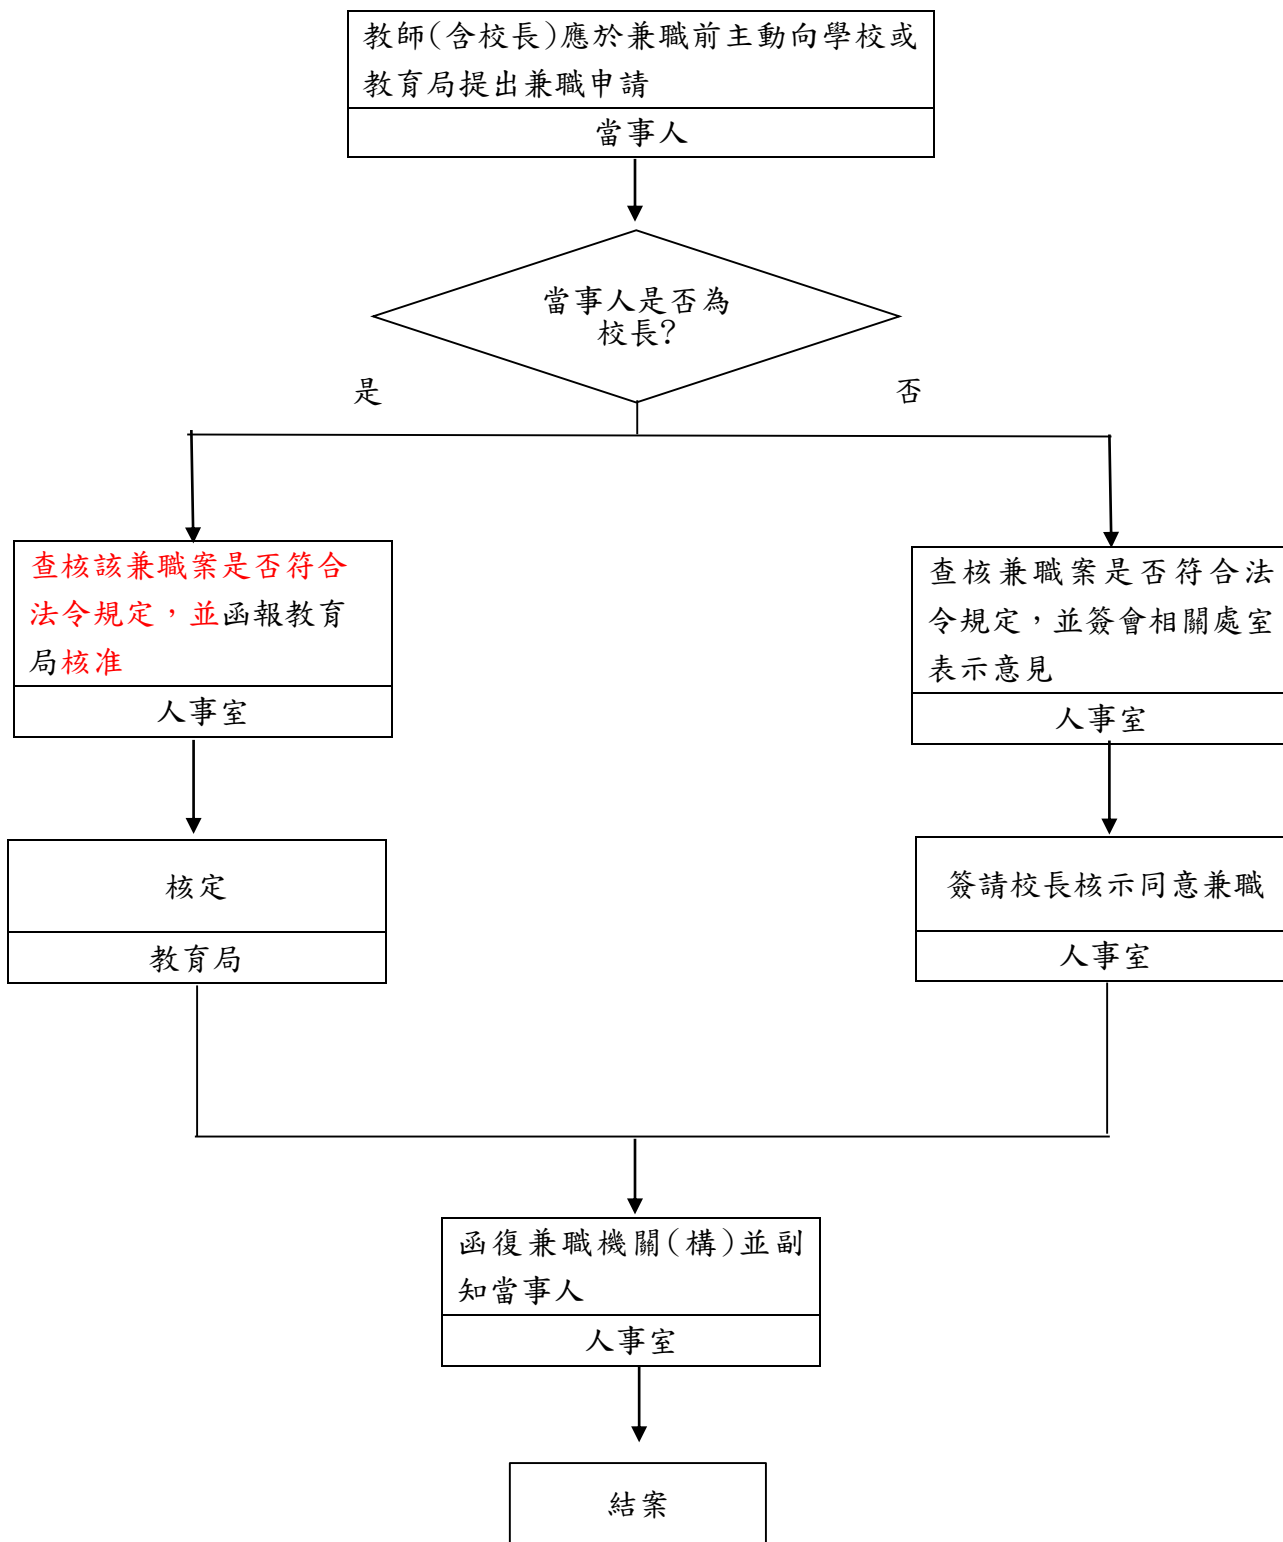 教師(含校長)應於兼職前主動向學校或
教育局提出兼職申請
當事人
當事人是否為
校長?
是
否
查核該兼職案是否符合
法令規定，並函報教育
局核准
人事室
查核兼職案是否符合法
令規定，並簽會相關處室
表示意見
人事室
核定
教育局
簽請校長核示同意兼職
人事室
函復兼職機關(構)並副
知當事人
人事室
結案